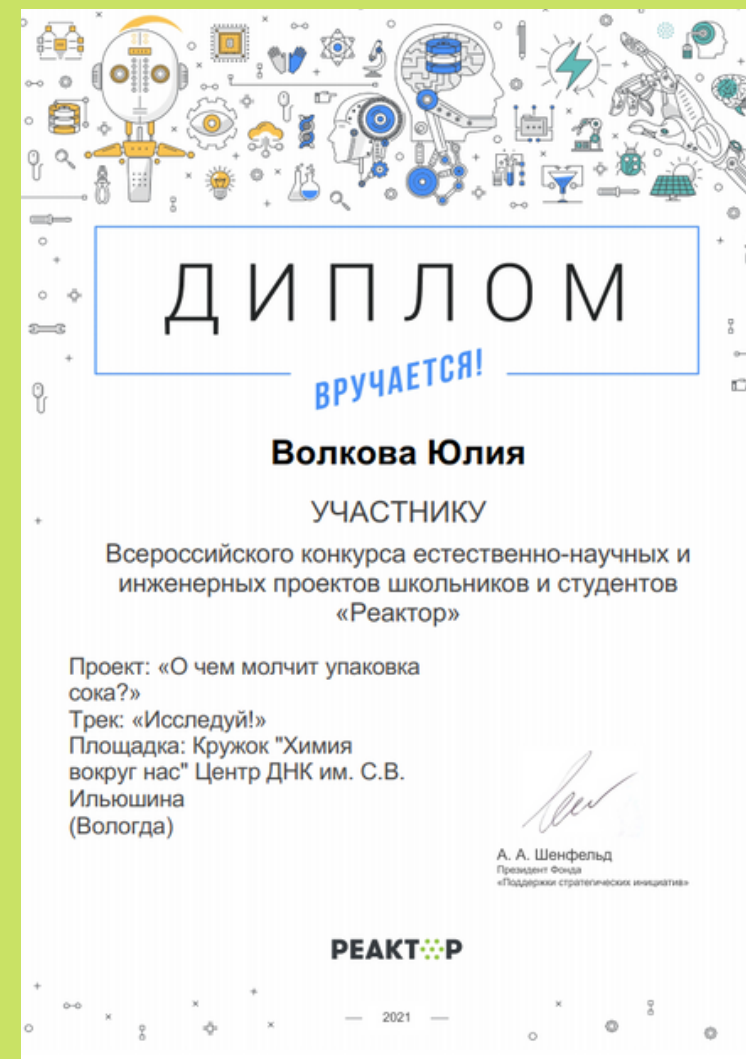 ДИПЛОМ
ВРУЧАЕТСЯ!
Волкова Юлия
УЧАСТНИКУ
Всероссийского конкурса естественно-научных и
инженерных проектов школьников и студентов
«Реактор»
Проект: «О чем молчит упаковка
сока?»
Трек: «Исследуй!»
Площадка: Кружок "Химия
вокруг нас" Центр ДНК им. С.В.
Ильюшина
(Вологда)
А. А. Шенфельд
Президент Фонда
«Поддержки стратегических инициатив»
РЕАКТОР
2021